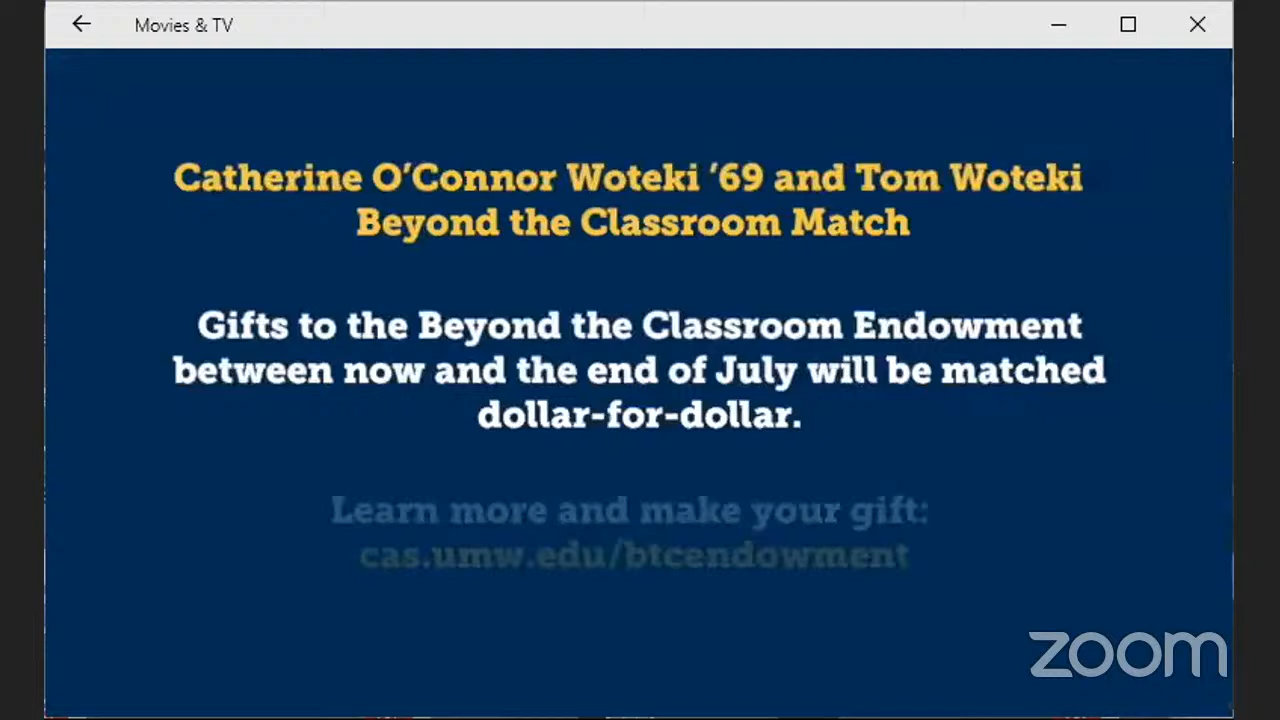 Movies & TV
Catherine O’Connor Woteki ’69 and Tom Woteki
Beyond the Classroom Match
Gifts to the Beyond the Classroom Endowment
between now and the end of July will be matched
dollar-for-dollar.
Learn more and make your gift:
cas.umw.edu/btcendowment
zoom